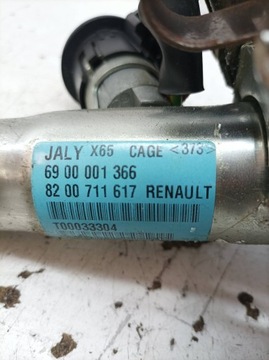 JALY X65 CAGE <373>
69 00 001 366
82 00 711 617 RENAULT
T00033304